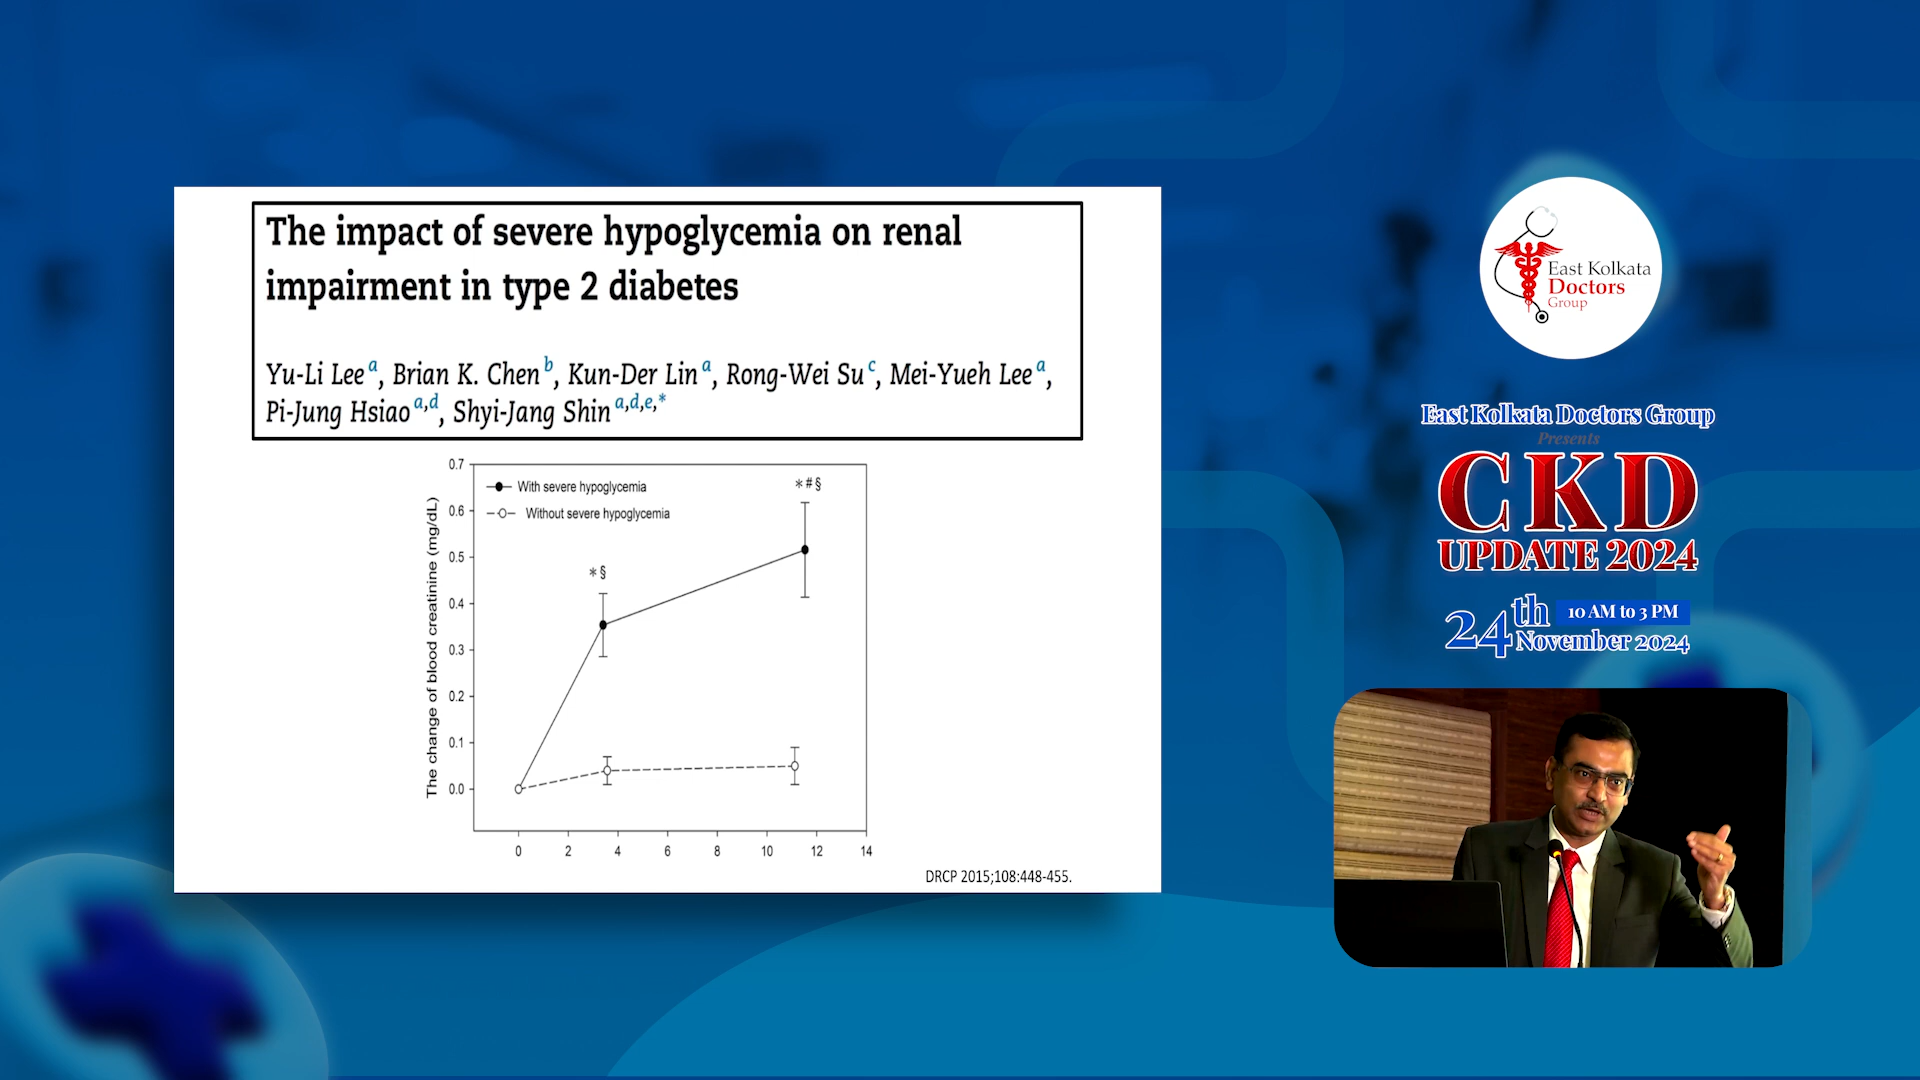 The impact of severe hypoglycemia on renal
impairment in type 2 diabetes
Yu-Li Lee a, Brian K. Chen b, Kun-Der Lin a, Rong-Wei Su c, Mei-Yueh Lee a,
Pi-Jung Hsiao a,d, Shyi-Jang Shin a,d,e,*
The change of blood creatinine (mg/dL)
0.7
0.6
0.5
0.4
0.3
0.2
0.1
0.0
With severe hypoglycemia
Without severe hypoglycemia
* §
* # §
0 2 4 6 8 10 12 14
DRCP 2015;108:448-455.
East Kolkata
Doctors
Group
East Kolkata Doctors Group
Presents
CKD
UPDATE 2024
24th
10 AM to 3 PM
November 2024